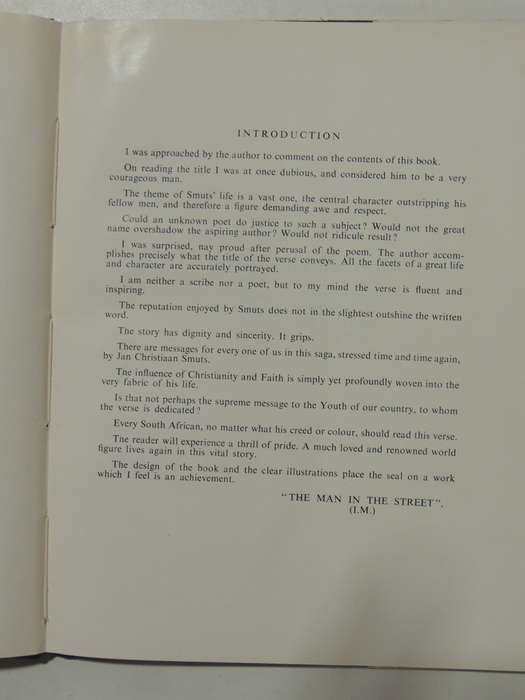 INTRODUCTION
I was approached by the author to comment on the contents of this book.
On reading the title I was at once dubious, and considered him to be a very
courageous man.
The theme of Smuts' life is a vast one, the central character outstripping his
fellow men, and therefore a figure demanding awe and respect.
Could an unknown poet do justice to such a subject? Would not the great
name overshadow the aspiring author? Would not ridicule result?
I was surprised, nay proud after perusal of the poem. The author accom-
plishes precisely what the title of the verse conveys. All the facets of a great life
and character are accurately portrayed.
I am neither a scribe nor a poet, but to my mind the verse is fluent and
inspiring.
The reputation enjoyed by Smuts does not in the slightest outshine the written
word.
The story has dignity and sincerity. It grips.
There are messages for every one of us in this saga, stressed time and time again,
by Jan Christiaan Smuts.
The influence of Christianity and Faith is simply yet profoundly woven into the
very fabric of his life.
Is that not perhaps the supreme message to the Youth of our country, to whom
the verse is dedicated?
Every South African, no matter what his creed or colour, should read this verse.
The reader will experience a thrill of pride. A much loved and renowned world
figure lives again in this vital story.
The design of the book and the clear illustrations place the seal on a work
which I feel is an achievement.
"THE MAN IN THE STREET".
(I.M.)